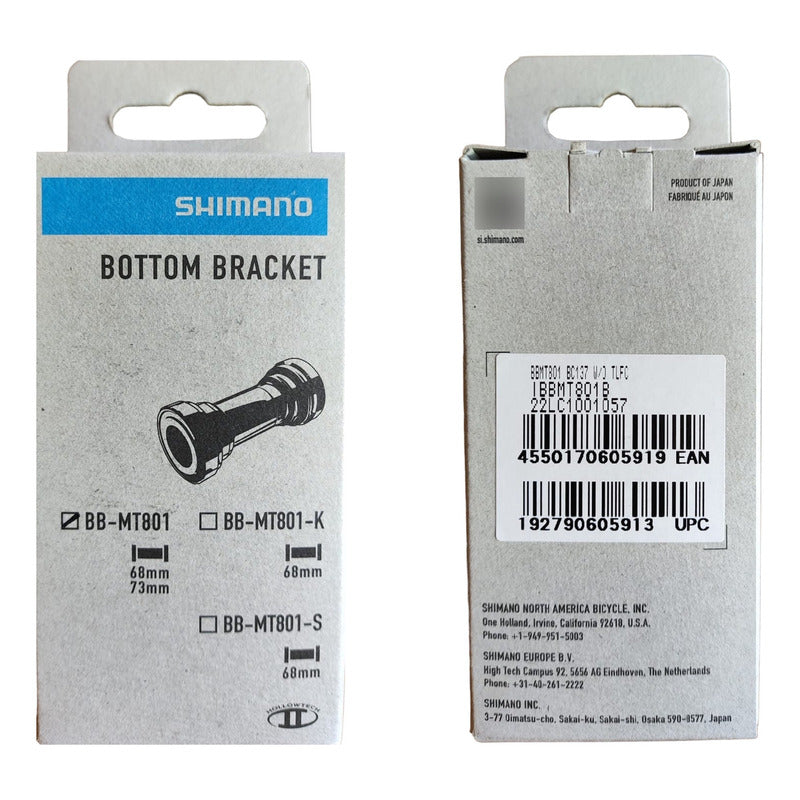 SHIMANO
BOTTOM BRACKET
BB-MT801
68mm
73mm
BB-MT801-K
68mm
BB-MT801-S
68mm
HOLLOWTECH
II
PRODUCT OF JAPAN
FABRIQUÉ AU JAPON
si.shimano.com
BBMT801 BC137 W/O TLFC
IBBMT801B
22LC1001057
4550170605919 EAN
192790605913 UPC
SHIMANO NORTH AMERICA BICYCLE, INC.
One Holland, Irvine, California 92618, U.S.A.
Phone: +1-949-951-5003
SHIMANO EUROPE B.V.
High Tech Campus 92, 5656 AG Eindhoven, The Netherlands
Phone: +31-40-261-2222
SHIMANO INC.
3-77 Oimatsu-cho, Sakai-ku, Sakai-shi, Osaka 590-8577, Japan